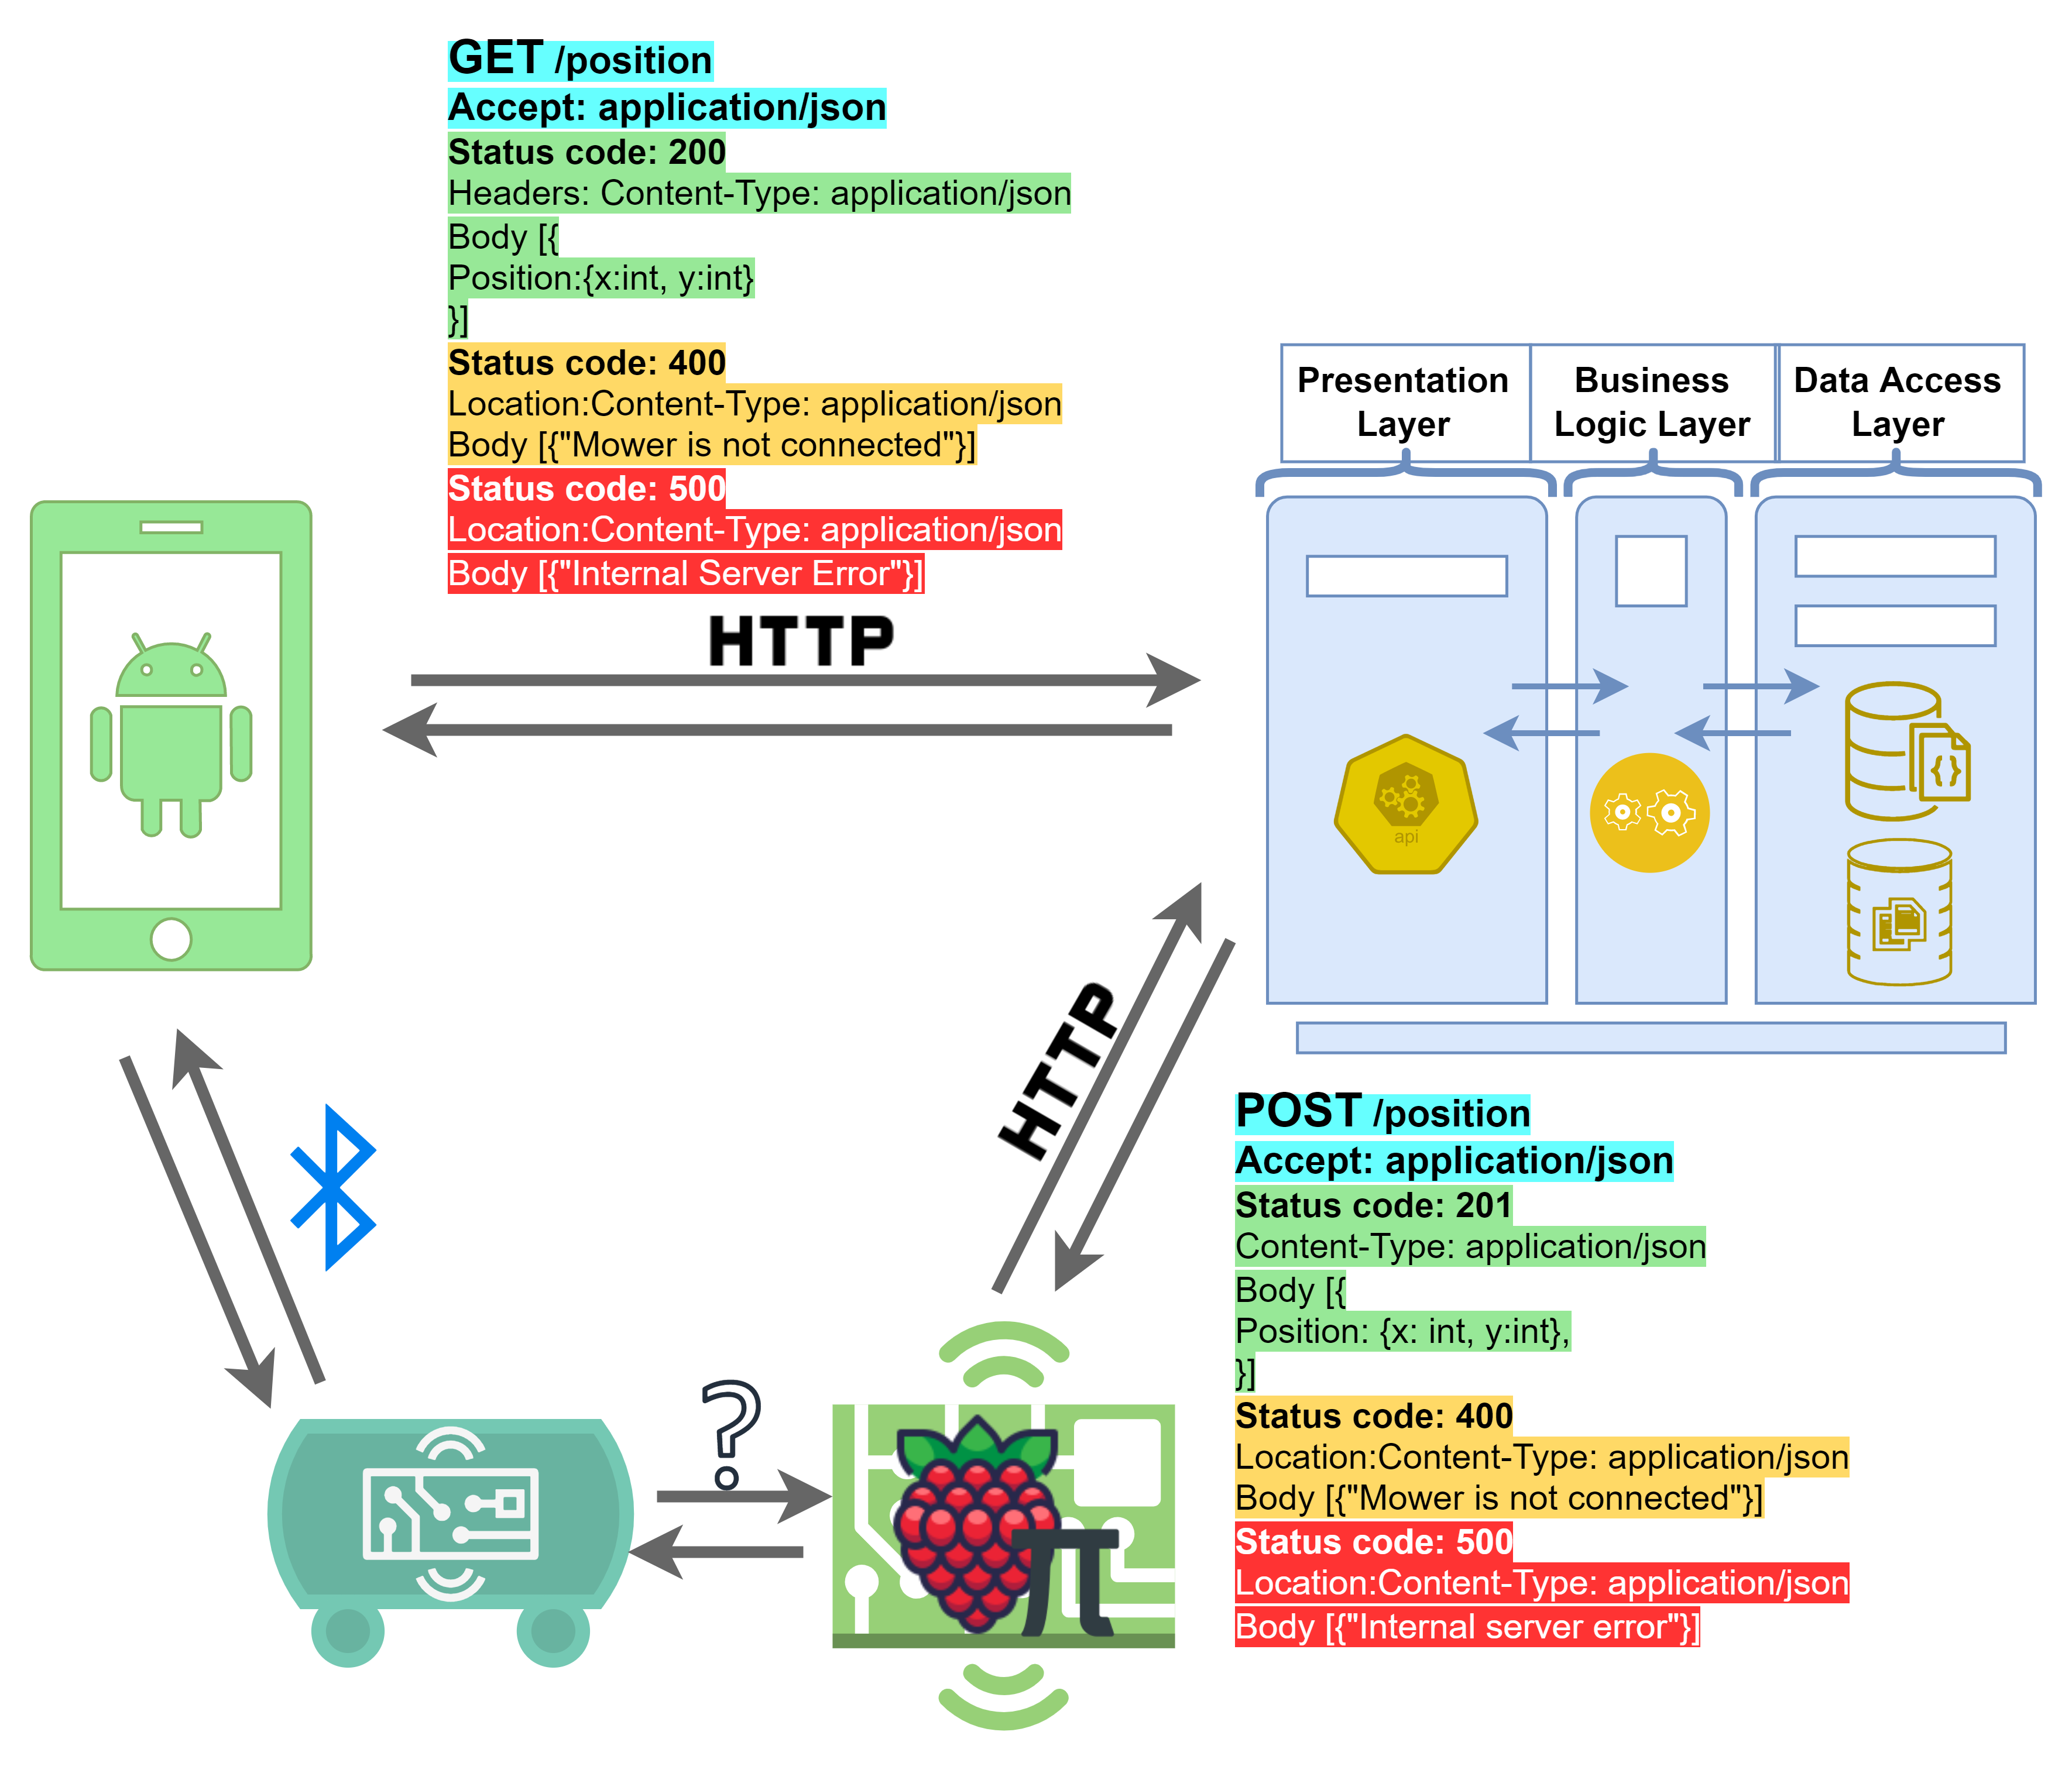 GET /position
Accept: application/json
Status code: 200
Headers: Content-Type: application/json
Body [{
Position:{x:int, y:int}
}]
Status code: 400
Location:Content-Type: application/json
Body [{"Mower is not connected"}]
Status code: 500
Location:Content-Type: application/json
Body [{"Internal Server Error"}]
HTTP
Presentation
Layer
Business
Logic Layer
Data Access
Layer
{}
api
HTTP
POST /position
Accept: application/json
Status code: 201
Content-Type: application/json
Body [{
Position: {x: int, y:int},
}]
Status code: 400
Location:Content-Type: application/json
Body [{"Mower is not connected"}]
Status code: 500
Location:Content-Type: application/json
Body [{"Internal server error"}]
?
π